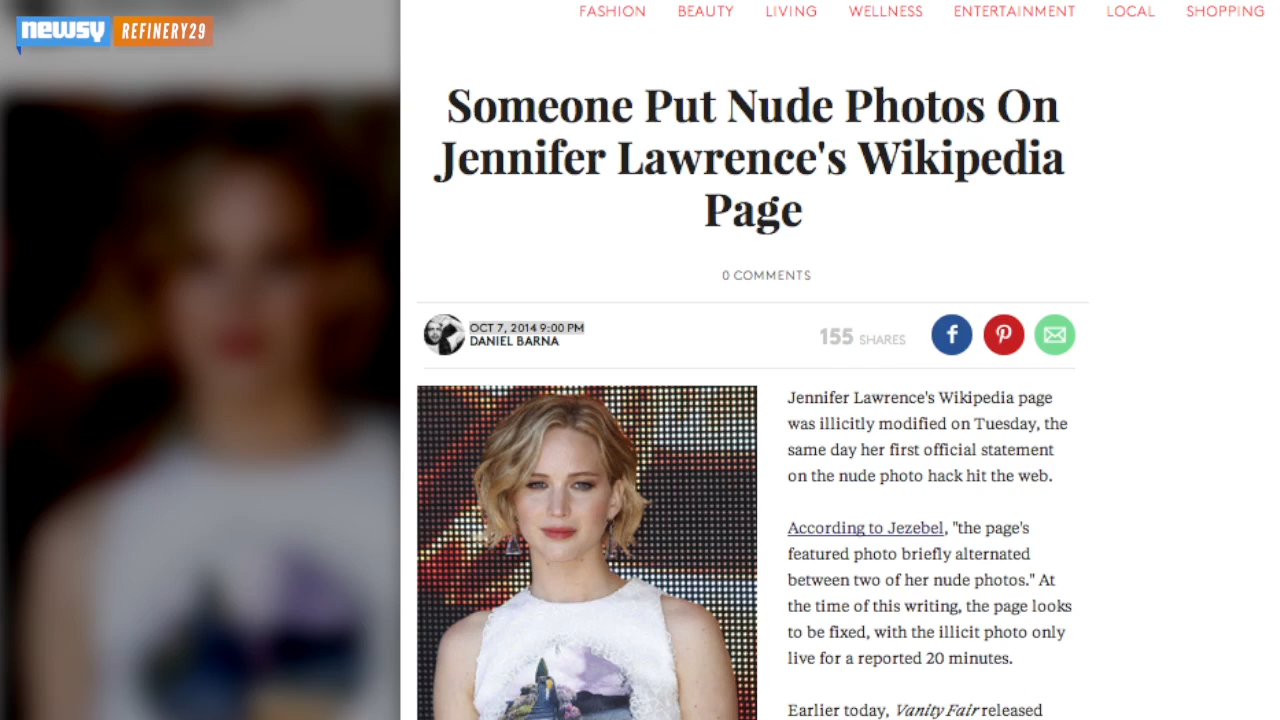 newsy REFINERY29
FASHION BEAUTY LIVING WELLNESS ENTERTAINMENT LOCAL SHOPPING
Someone Put Nude Photos On
Jennifer Lawrence's Wikipedia
Page
0 COMMENTS
OCT 7, 2014 9:00 PM
DANIEL BARNA
155 SHARES
Jennifer Lawrence's Wikipedia page
was illicitly modified on Tuesday, the
same day her first official statement
on the nude photo hack hit the web.
According to Jezebel, "the page's
featured photo briefly alternated
between two of her nude photos." At
the time of this writing, the page looks
to be fixed, with the illicit photo only
live for a reported 20 minutes.
Earlier today, Vanity Fair released